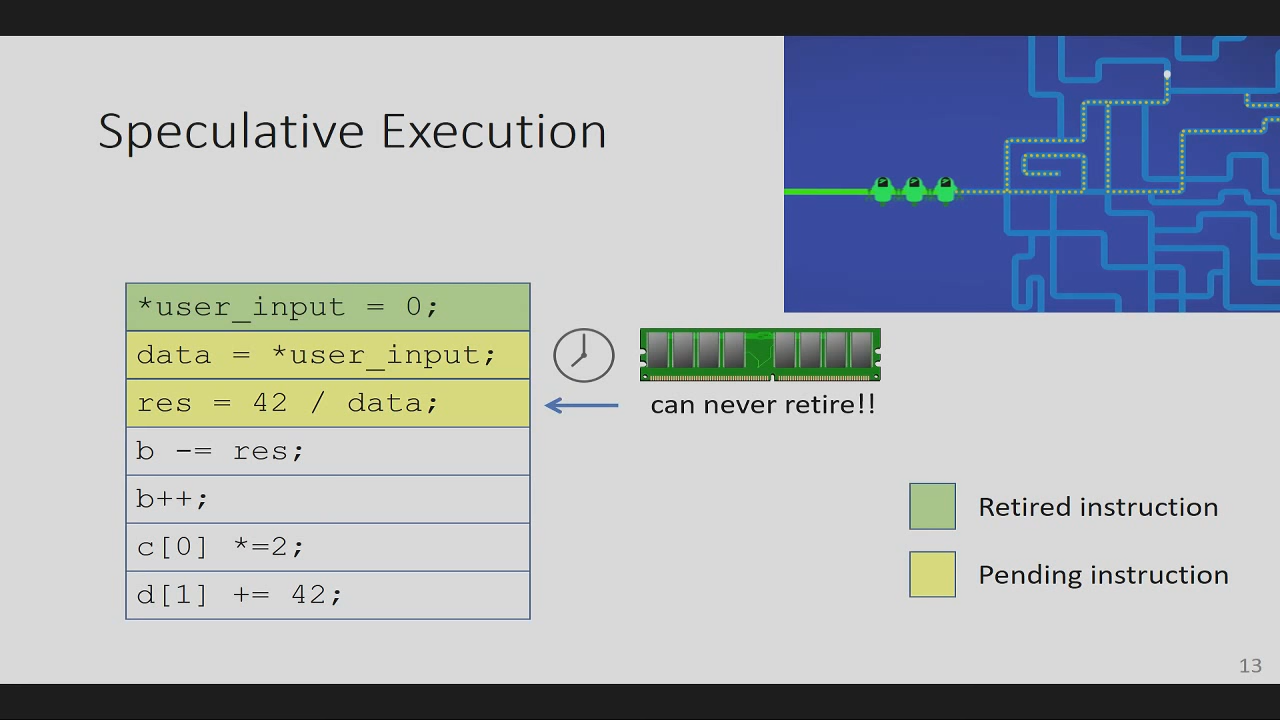 Speculative Execution
*user_input = 0;
data = *user_input;
res = 42 / data;
can never retire!!
b -= res;
b++;
c[0] *=2;
d[1] += 42;
Retired instruction
Pending instruction
13